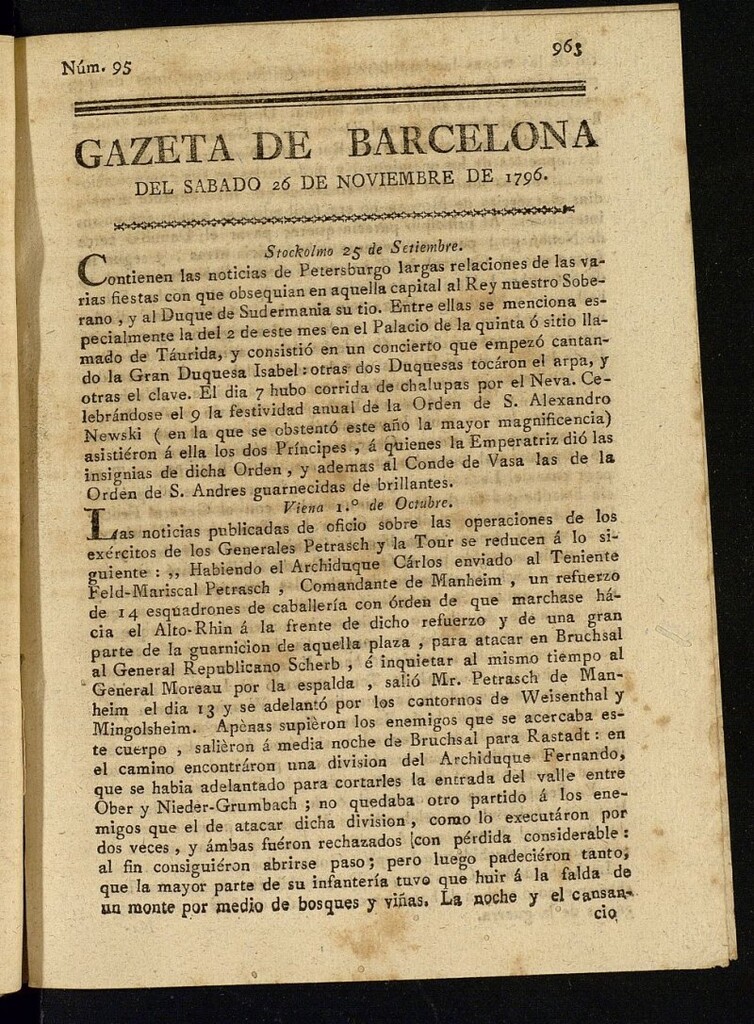 Núm. 95
963
GAZETA DE BARCELONA
DEL SABADO 26 DE NOVIEMBRE DE 1796.
Stockolmo 25 de Setiembre.
Contienen las noticias de Petersburgo largas relaciones de las va-
rias fiestas con que obsequian en aquella capital al Rey nuestro Sobe-
rano , y al Duque de Sudermania su tio. Entre ellas se menciona es-
pecialmente la del 2 de este mes en el Palacio de la quinta ó sitio lla-
mado de Táurida, y consistió en un concierto que empezó cantan-
do la Gran Duquesa Isabel : otras dos Duquesas tocáron el arpa, y
otras el clave. El dia 7 hubo corrida de chalupas por el Neva. Ce-
lebrándose el 9 la festividad anual de la Orden de S. Alexandro
Newski ( en la que se obstentó este año la mayor magnificencia)
asistiéron á ella los dos Príncipes , á quienes la Emperatriz dió las
insignias de dicha Orden , y ademas al Conde de Vasa las de la
Orden de S. Andres guarnecidas de brillantes.
Viena 1.º de Octubre.
Las noticias publicadas de oficio sobre las operaciones de los
exércitos de los Generales Petrasch y la Tour se reducen á lo si-
guiente : ,, Habiendo el Archiduque Cárlos enviado al Teniente
Feld-Mariscal Petrasch , Comandante de Manheim , un refuerzo
de 14 esquadrones de caballería con órden de que marchase há-
cia el Alto-Rhin á la frente de dicho refuerzo y de una gran
parte de la guarnicion de aquella plaza , para atacar en Bruchsal
al General Republicano Scherb , é inquietar al mismo tiempo al
General Moreau por la espalda , salió Mr. Petrasch de Man-
heim el dia 13 y se adelantó por los contornos de Weisenthal y
Mingolsheim. Apènas supièron los enemigos que se acercaba es-
te cuerpo , salièron á media noche de Bruchsal para Rastadt : en
el camino encontráron una division del Archiduque Fernando,
que se habia adelantado para cortarles la entrada del valle entre
Ober y Nieder-Grumbach ; no quedaba otro partido á los ene-
migos que el de atacar dicha division , como lo executáron por
dos veces , y ámbas fuéron rechazados [con pérdida considerable :
al fin consiguiéron abrirse paso ; pero luego padeciéron tanto,
que la mayor parte de su infantería tuvo que huir á la falda de
un monte por medio de bosques y viñas. La noche y el cansan-
cio